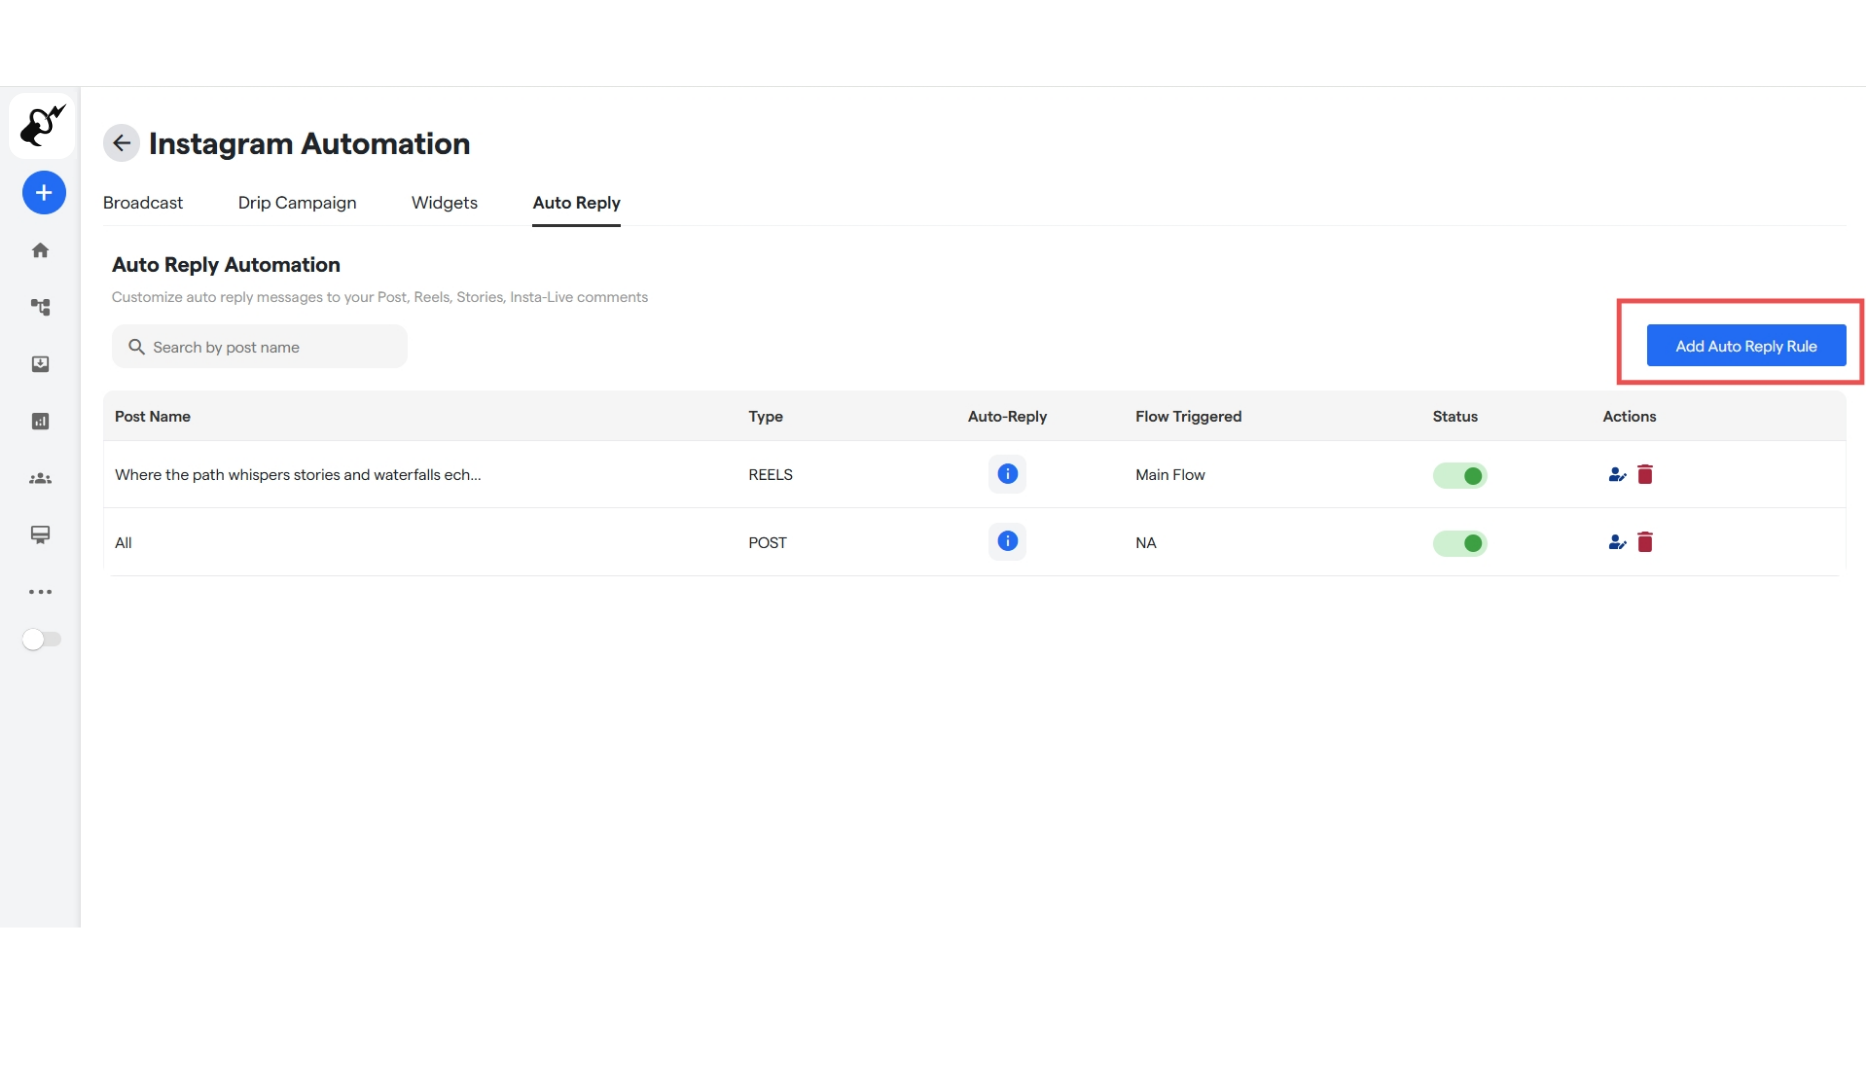 Instagram Automation
Broadcast Drip Campaign Widgets Auto Reply
Auto Reply Automation
Customize auto reply messages to your Post, Reels, Stories, Insta-Live comments
Search by post name
Add Auto Reply Rule
Post Name Type Auto-Reply Flow Triggered Status Actions
Where the path whispers stories and waterfalls ech... REELS Main Flow
All POST NA